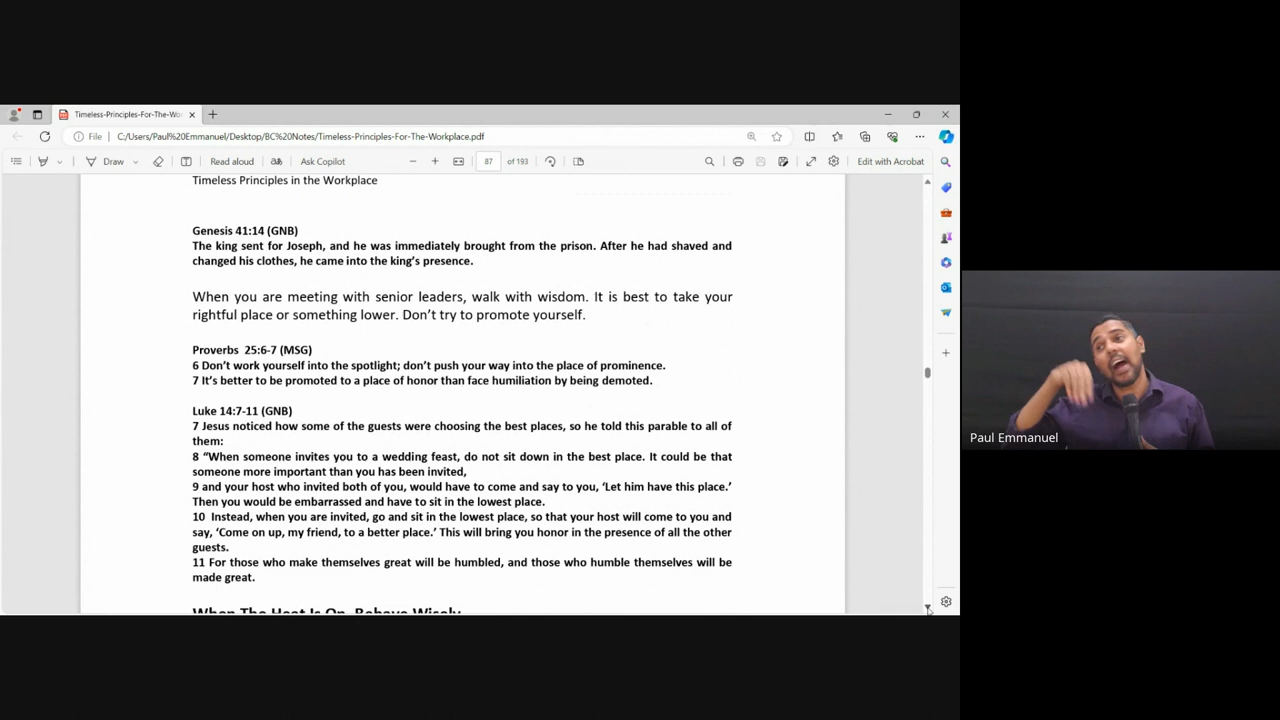 Timeless-Principles-For-The-Wo
File
C:/Users/Paul%20Emmanuel/Desktop/BC%20Notes/Timeless-Principles-For-The-Workplace.pdf
Draw
Read aloud
Ask Copilot
87
of 193
Edit with Acrobat
Timeless Principles in the Workplace
Genesis 41:14 (GNB)
The king sent for Joseph, and he was immediately brought from the prison. After he had shaved and
changed his clothes, he came into the king's presence.
When you are meeting with senior leaders, walk with wisdom. It is best to take your
rightful place or something lower. Don't try to promote yourself.
Proverbs 25:6-7 (MSG)
6 Don't work yourself into the spotlight; don't push your way into the place of prominence.
7 It's better to be promoted to a place of honor than face humiliation by being demoted.
Luke 14:7-11 (GNB)
7 Jesus noticed how some of the guests were choosing the best places, so he told this parable to all of
them:
8 "When someone invites you to a wedding feast, do not sit down in the best place. It could be that
someone more important than you has been invited,
9 and your host who invited both of you, would have to come and say to you, 'Let him have this place.'
Then you would be embarrassed and have to sit in the lowest place.
10 Instead, when you are invited, go and sit in the lowest place, so that your host will come to you and
say, 'Come on up, my friend, to a better place.' This will bring you honor in the presence of all the other
guests.
11 For those who make themselves great will be humbled, and those who humble themselves will be
made great.
When The Heat Is On, Behave Wisely
Paul Emmanuel